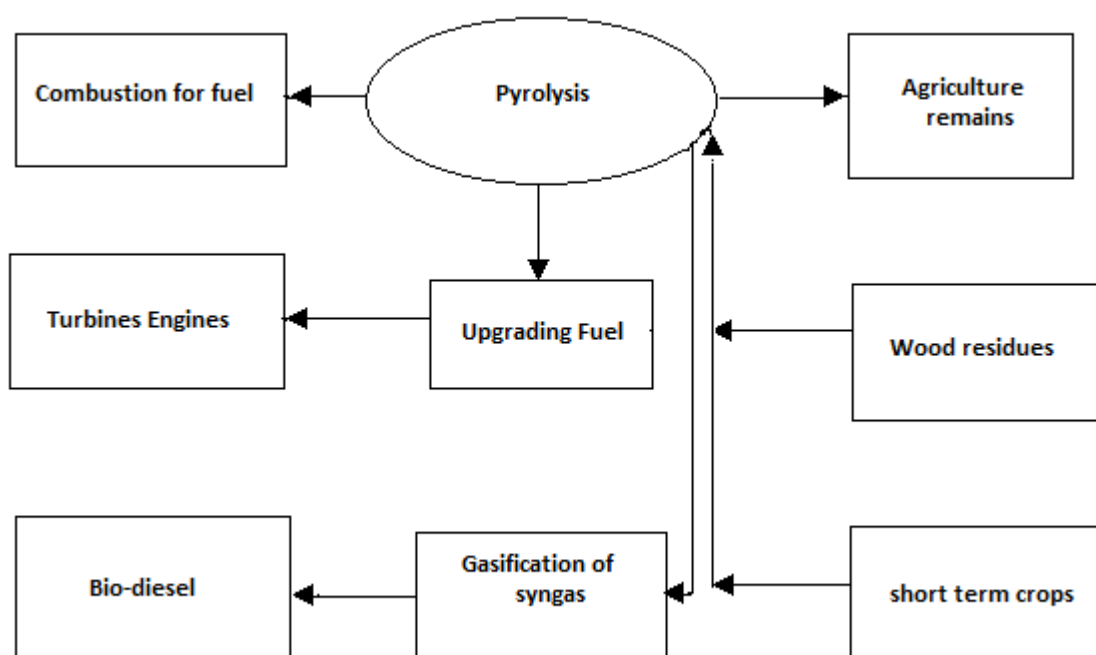 Combustion for fuel
Pyrolysis
Agriculture
remains
Turbines Engines
Upgrading Fuel
Wood residues
Bio-diesel
Gasification of
syngas
short term crops